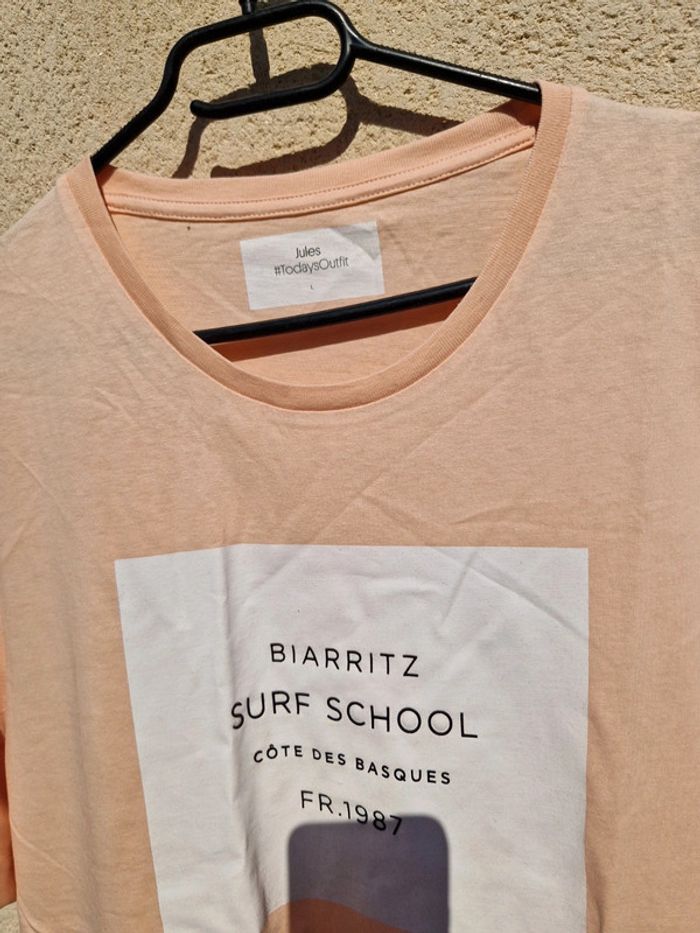 Jules
#TodaysOutfit
L
BIARRITZ
SURF SCHOOL
CÔTE DES BASQUES
FR.1987